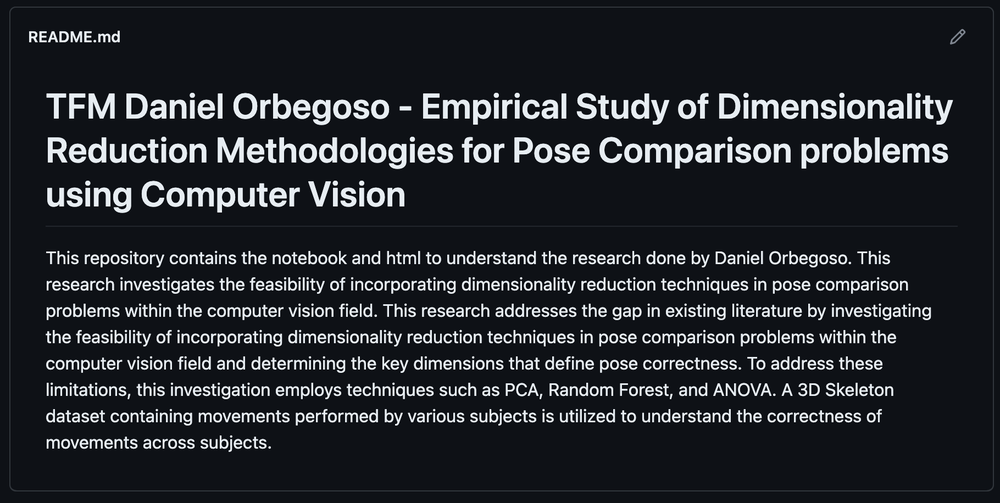 README.md
TFM Daniel Orbegoso - Empirical Study of Dimensionality
Reduction Methodologies for Pose Comparison problems
using Computer Vision
This repository contains the notebook and html to understand the research done by Daniel Orbegoso. This
research investigates the feasibility of incorporating dimensionality reduction techniques in pose comparison
problems within the computer vision field. This research addresses the gap in existing literature by investigating
the feasibility of incorporating dimensionality reduction techniques in pose comparison problems within the
computer vision field and determining the key dimensions that define pose correctness. To address these
limitations, this investigation employs techniques such as PCA, Random Forest, and ANOVA. A 3D Skeleton
dataset containing movements performed by various subjects is utilized to understand the correctness of
movements across subjects.